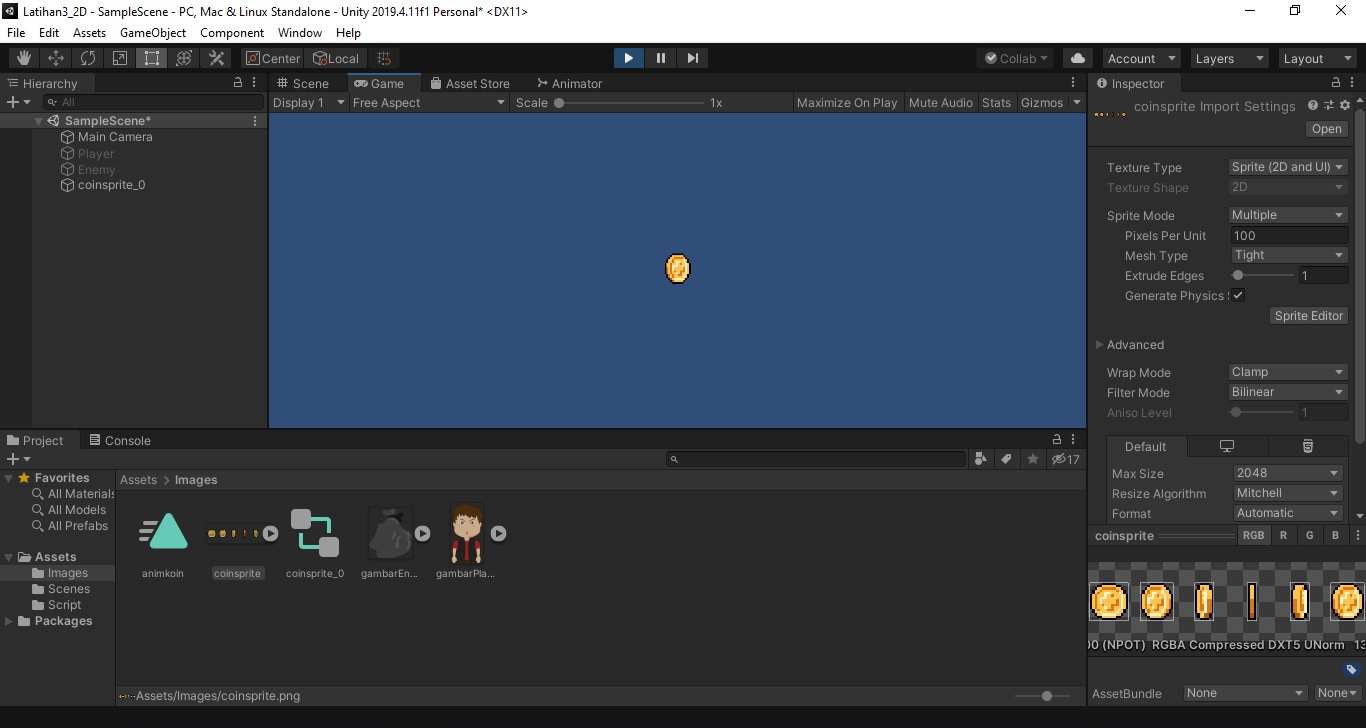 Latihan3_2D - SampleScene - PC, Mac & Linux Standalone - Unity 2019.4.11f1 Personal* <DX11>
File Edit Assets GameObject Component Window Help
Center Local Collab Account Layers Layout
Hierarchy
All
SampleScene*
Main Camera
Player
Enemy
coinsprite_0
Scene Game Asset Store Animator
Display 1 Free Aspect Scale 1x Maximize On Play Mute Audio Stats Gizmos
Inspector
coinsprite Import Settings
Open
Texture Type Sprite (2D and UI)
Texture Shape 2D
Sprite Mode Multiple
Pixels Per Unit 100
Mesh Type Tight
Extrude Edges 1
Generate Physics
Sprite Editor
Advanced
Wrap Mode Clamp
Filter Mode Bilinear
Aniso Level 1
Default
Max Size 2048
Resize Algorithm Mitchell
Format Automatic
coinsprite RGB R G B
00 (NPOT) RGBA Compressed DXT5 UNorm 13
AssetBundle None None
Project Console
17
Favorites
All Materials
All Models
All Prefabs
Assets
Images
Scenes
Script
Packages
Assets > Images
animkoin coinsprite coinsprite_0 gambarEn... gambarPla...
Assets/Images/coinsprite.png